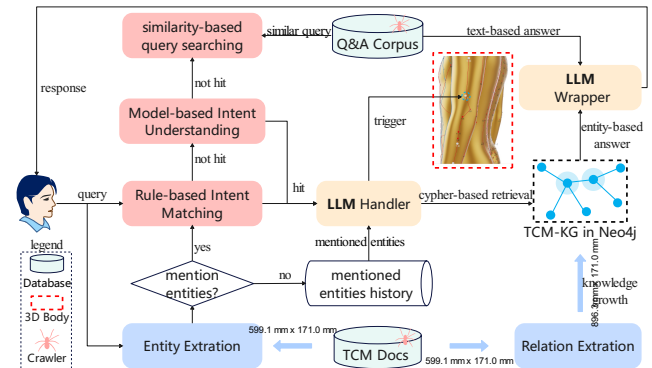 similarity-based
query searching
similar query
Q&A Corpus
text-based answer
LLM
Wrapper
response
not hit
Model-based Intent
Understanding
trigger
entity-based
answer
not hit
query
Rule-based Intent
Matching
hit
LLM Handler
cypher-based retrieval
TCM-KG in Neo4j
legend
Database
3D Body
Crawler
yes
mentioned entities
mention
entities?
no
mentioned
entities history
knowledge
growth
896.3mm x 171.0 mm
Entity Extration
599.1 mm x 171.0 mm
TCM Docs
599.1 mm x 171.0 mm
Relation Extration